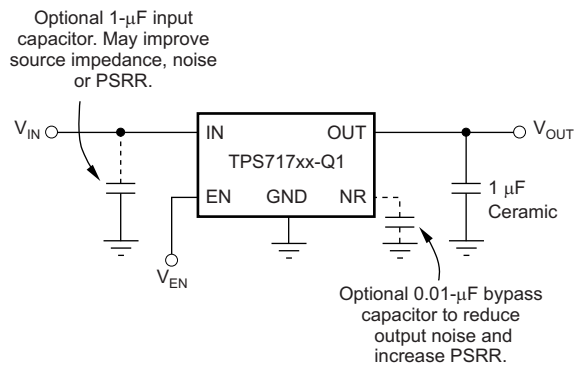 Optional 1-μF input
capacitor. May improve
source impedance, noise
or PSRR.
V_IN
IN
OUT
V_OUT
TPS717xx-Q1
EN
GND
NR
1 μF
Ceramic
V_EN
Optional 0.01-μF bypass
capacitor to reduce
output noise and
increase PSRR.